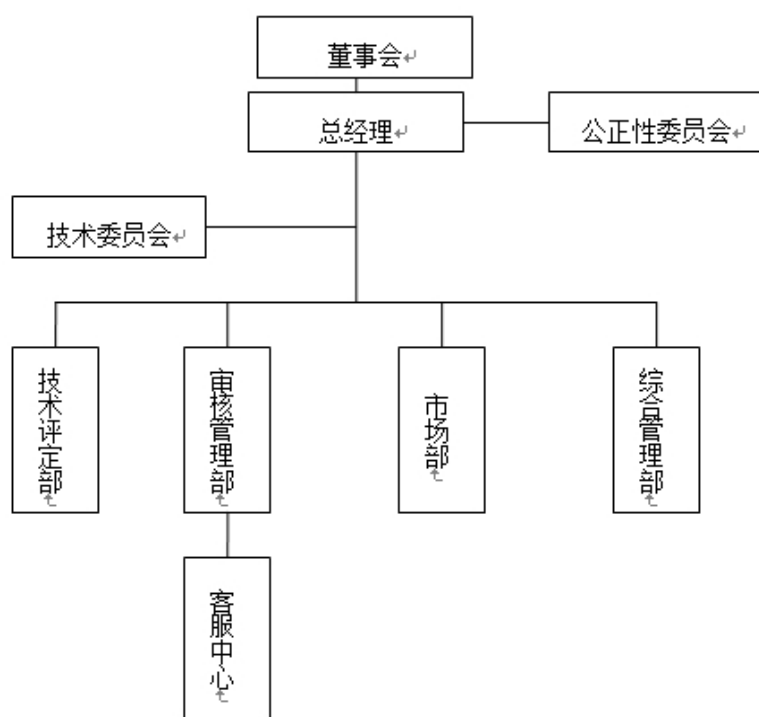 董事会
总经理
公正性委员会
技术委员会
技术评定部
审核管理部
市场部
综合管理部
客服中心